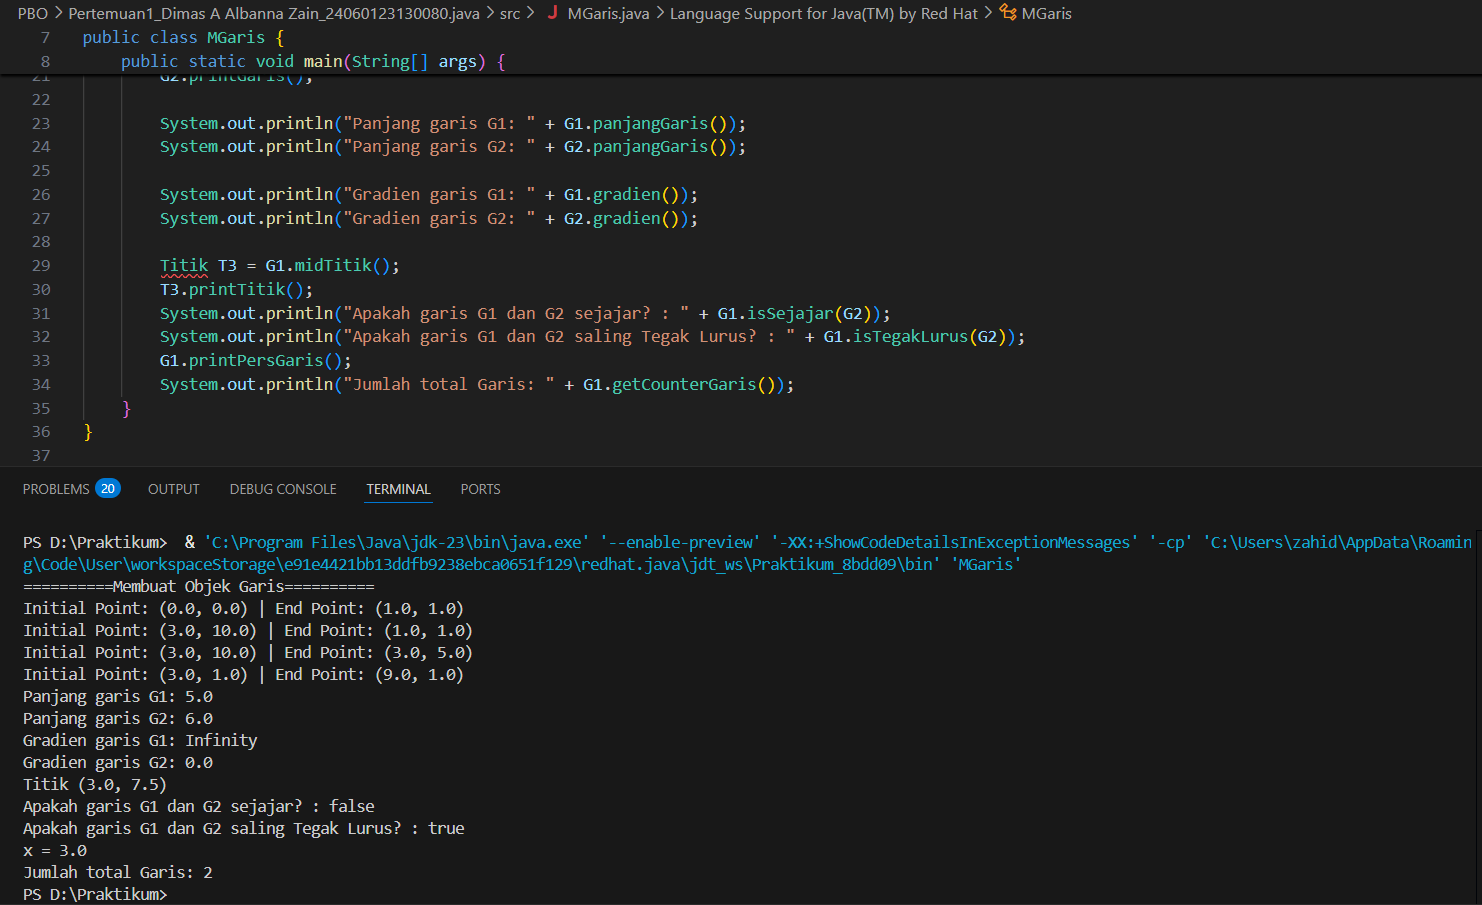 PBO > Pertemuan1_Dimas A Albanna Zain_24060123130080.java > src > J MGaris.java > Language Support for Java(TM) by Red Hat > MGaris
7 public class MGaris {
8 public static void main(String[] args) {
21 G2.printGaris();
22
23 System.out.println("Panjang garis G1: " + G1.panjangGaris());
24 System.out.println("Panjang garis G2: " + G2.panjangGaris());
25
26 System.out.println("Gradien garis G1: " + G1.gradien());
27 System.out.println("Gradien garis G2: " + G2.gradien());
28
29 Titik T3 = G1.midTitik();
30 T3.printTitik();
31 System.out.println("Apakah garis G1 dan G2 sejajar? : " + G1.isSejajar(G2));
32 System.out.println("Apakah garis G1 dan G2 saling Tegak Lurus? : " + G1.isTegakLurus(G2));
33 G1.printPersGaris();
34 System.out.println("Jumlah total Garis: " + G1.getCounterGaris());
35 }
36 }
37
PROBLEMS 20 OUTPUT DEBUG CONSOLE TERMINAL PORTS
PS D:\Praktikum> & 'C:\Program Files\Java\jdk-23\bin\java.exe' '--enable-preview' '-XX:+ShowCodeDetailsInExceptionMessages' '-cp' 'C:\Users\zahid\AppData\Roamin
g\Code\User\workspaceStorage\e91e4421bb13ddfb9238ebca0651f129\redhat.java\jdt_ws\Praktikum_8bdd09\bin' 'MGaris'
==========Membuat Objek Garis==========
Initial Point: (0.0, 0.0) | End Point: (1.0, 1.0)
Initial Point: (3.0, 10.0) | End Point: (1.0, 1.0)
Initial Point: (3.0, 10.0) | End Point: (3.0, 5.0)
Initial Point: (3.0, 1.0) | End Point: (9.0, 1.0)
Panjang garis G1: 5.0
Panjang garis G2: 6.0
Gradien garis G1: Infinity
Gradien garis G2: 0.0
Titik (3.0, 7.5)
Apakah garis G1 dan G2 sejajar? : false
Apakah garis G1 dan G2 saling Tegak Lurus? : true
x = 3.0
Jumlah total Garis: 2
PS D:\Praktikum>